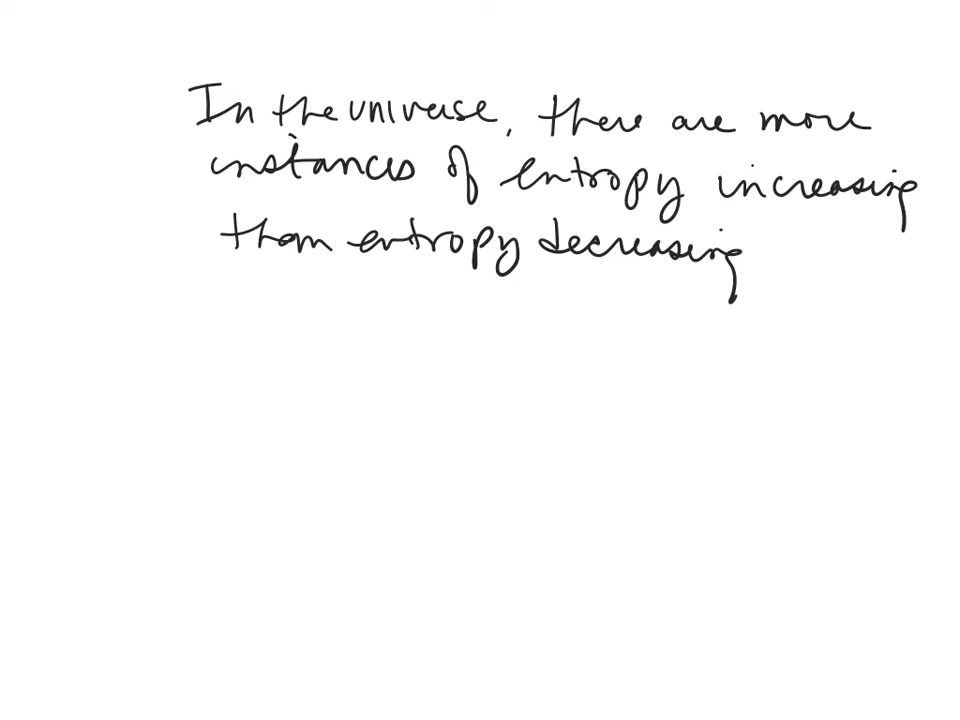 In the universe, there are more
instances of entropy increasing
than entropy decreasing